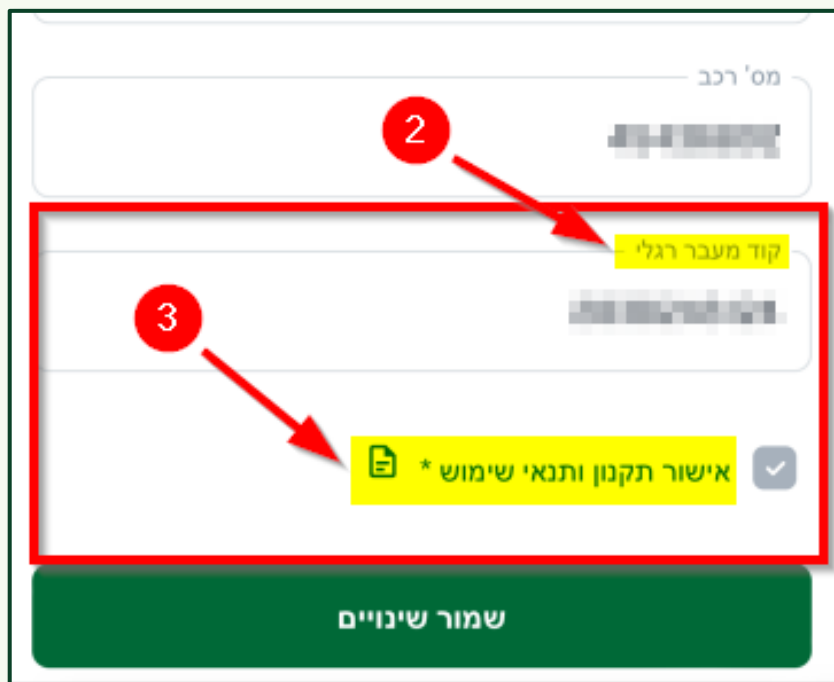 מס' רכב
2
קוד מעבר רגלי
3
אישור תקנון ותנאי שימוש *
שמור שינויים